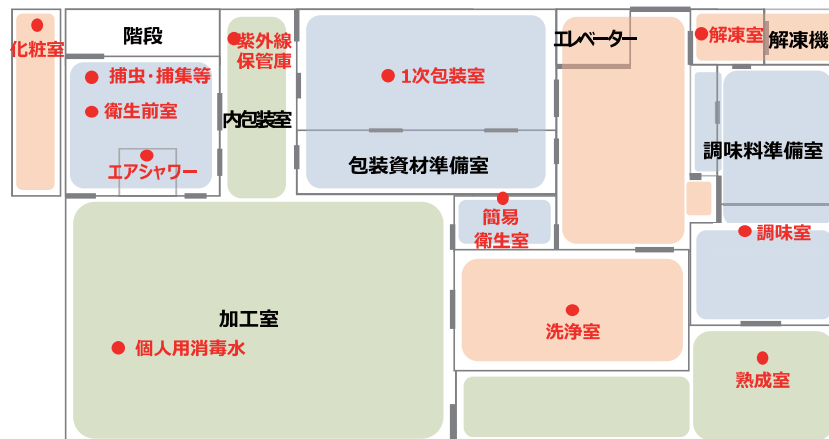 化粧室
階段
捕虫・捕集等
衛生前室
エアシャワー
紫外線
保管庫
内包装室
1次包装室
包装資材準備室
エレベーター
解凍室
解凍機
調味料準備室
簡易
衛生室
調味室
加工室
個人用消毒水
洗浄室
熟成室